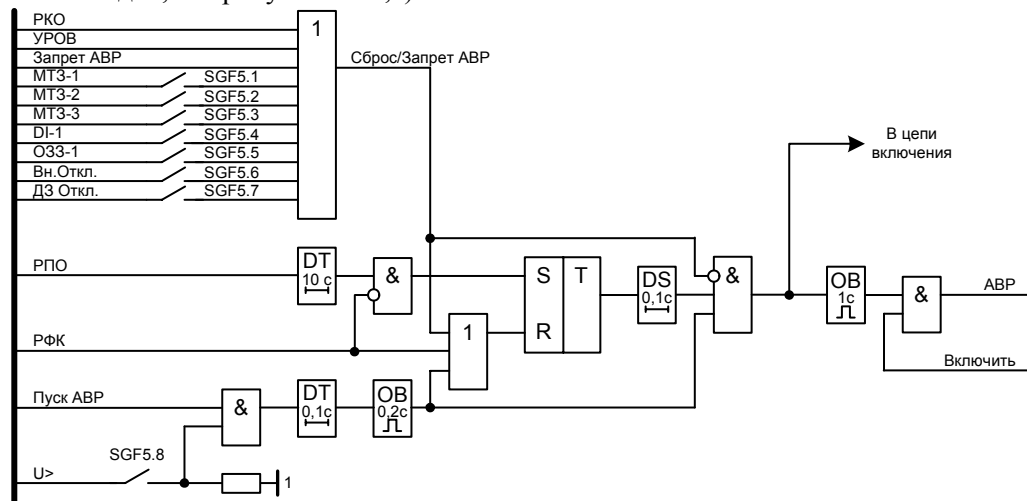 РКО
УРОВ
Запрет АВР
МТЗ-1 SGF5.1
МТЗ-2 SGF5.2
МТЗ-3 SGF5.3
DI-1 SGF5.4
ОЗЗ-1 SGF5.5
Вн.Откл. SGF5.6
ДЗ Откл. SGF5.7
1
Сброс/Запрет АВР
В цепи
включения
РПО
DT
10 с
&
S T
R
DS
0,1с
&
OB
1с
&
АВР
Включить
РФК
1
Пуск АВР
&
DT
0,1с
OB
0,2с
SGF5.8
U>
1